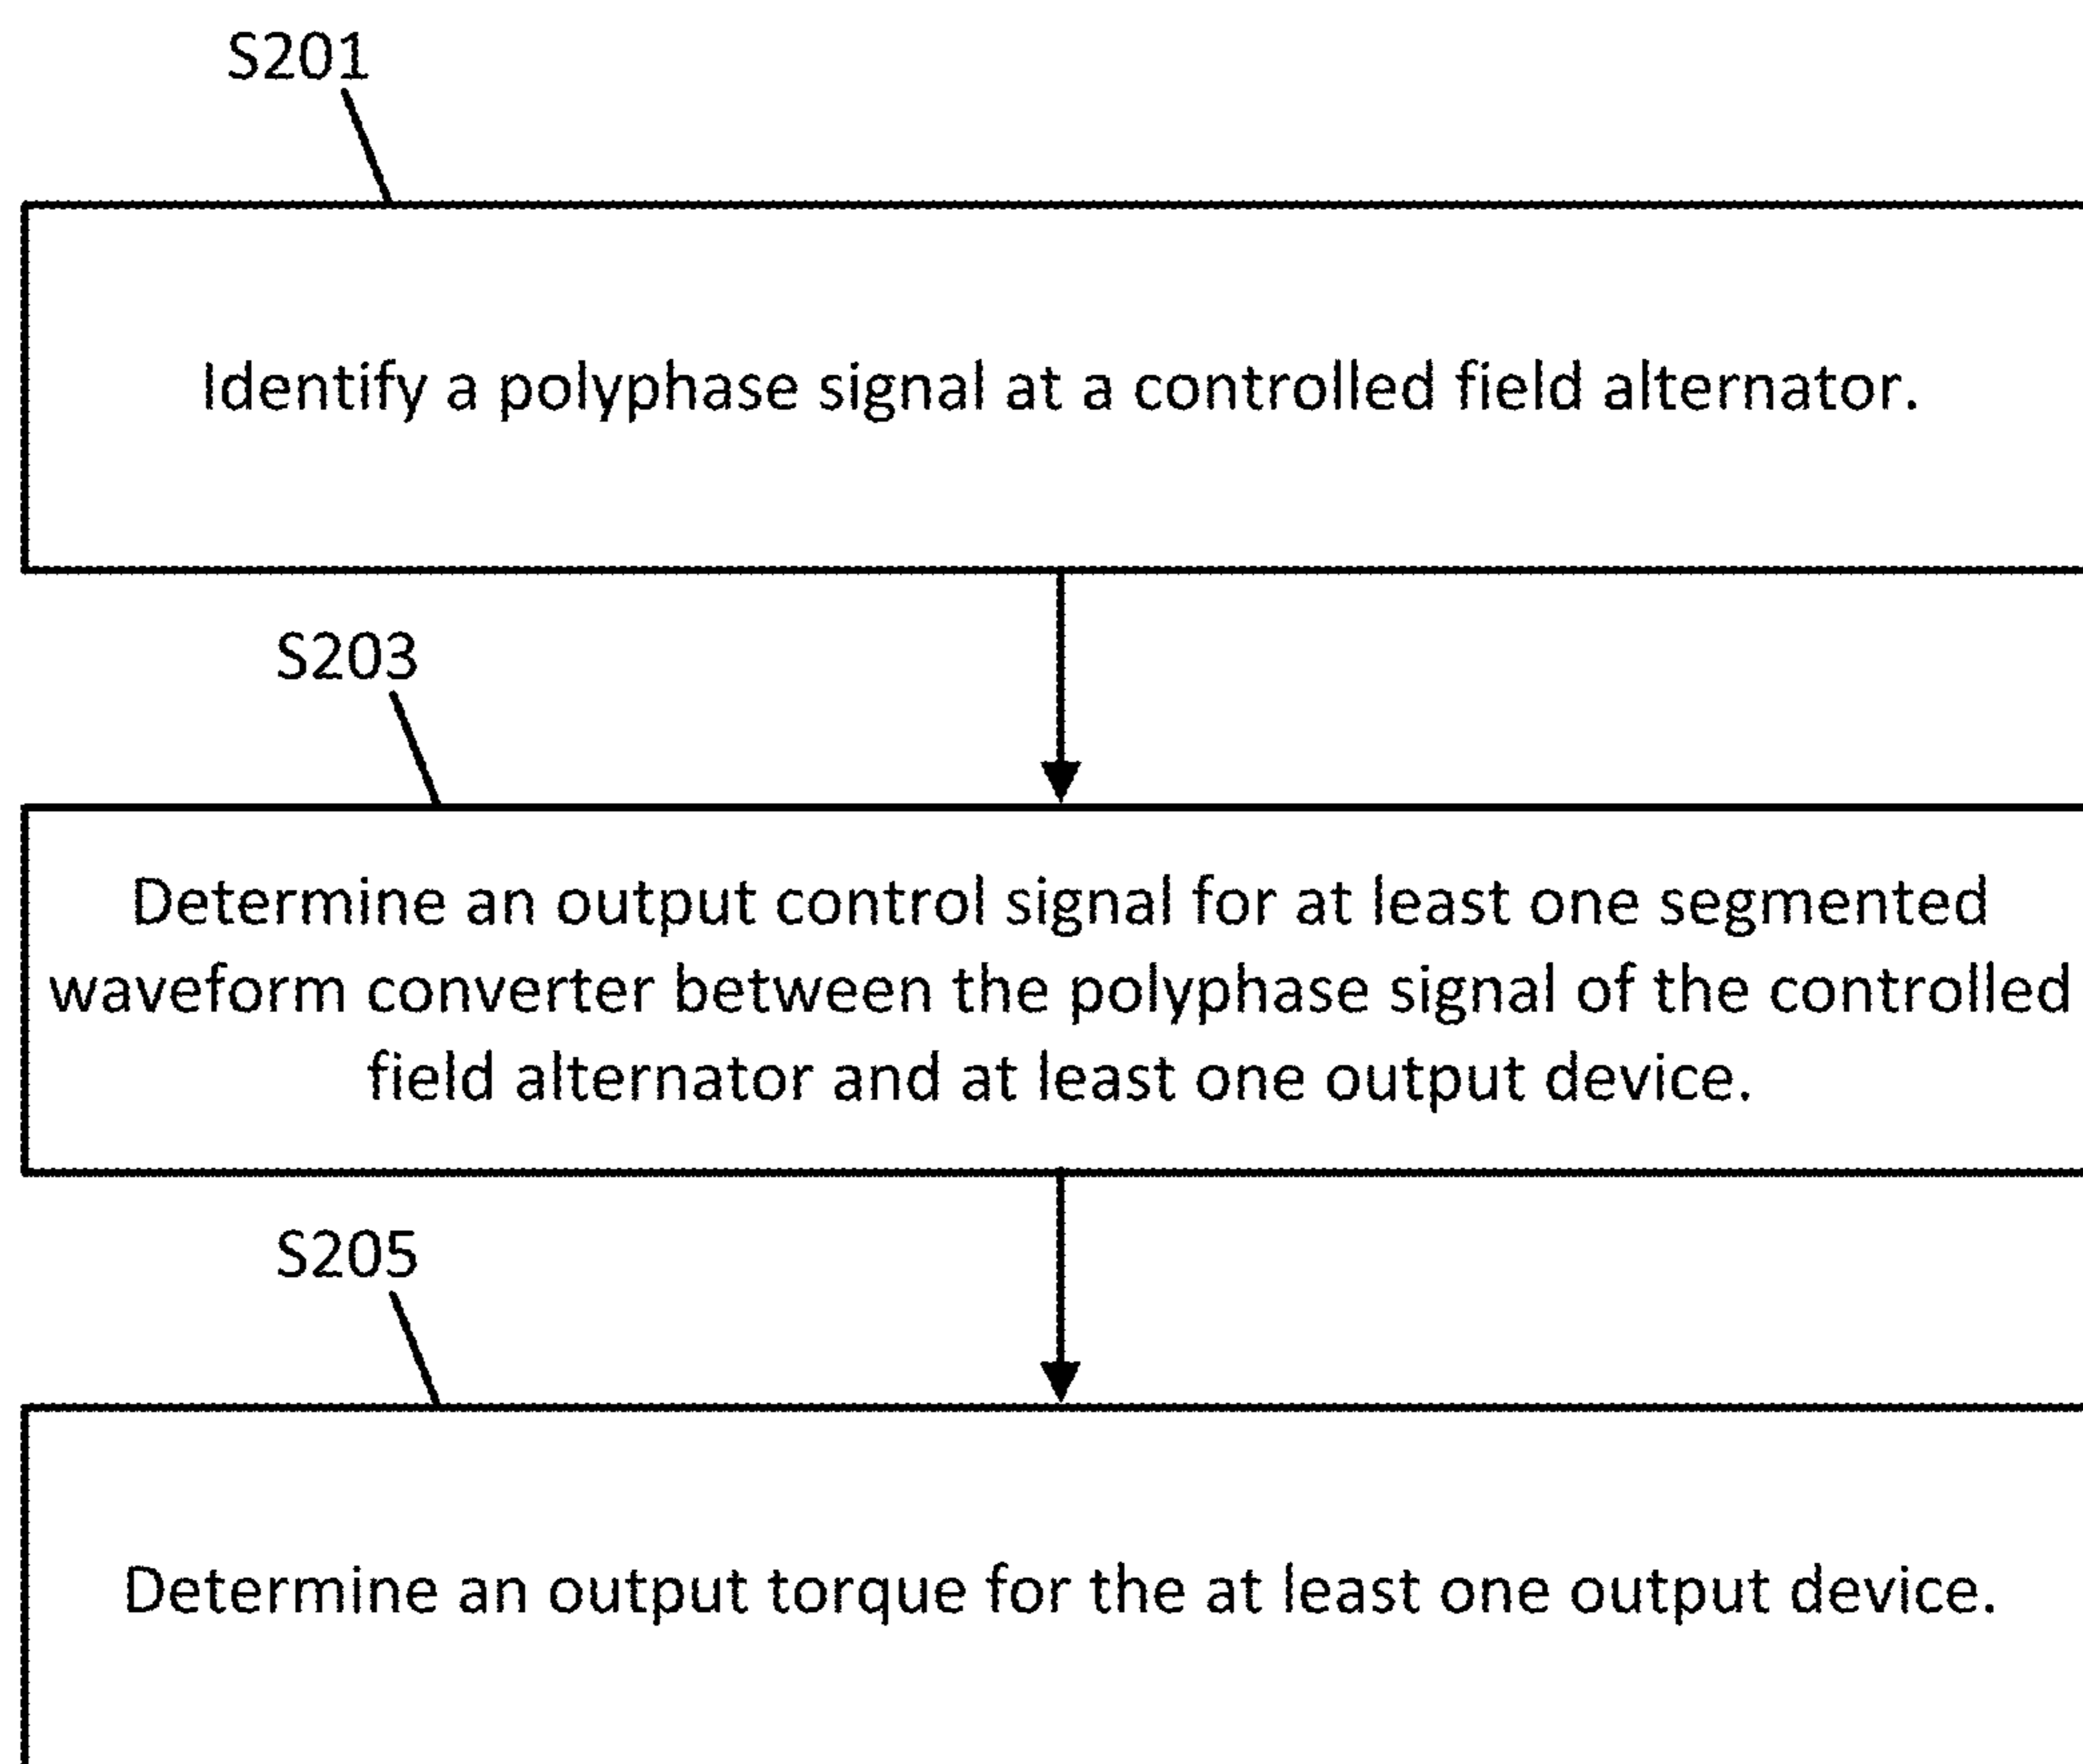 S201
Identify a polyphase signal at a controlled field alternator.
S203
Determine an output control signal for at least one segmented
waveform converter between the polyphase signal of the controlled
field alternator and at least one output device.
S205
Determine an output torque for the at least one output device.